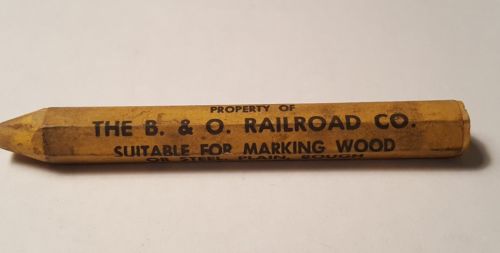 PROPERTY OF
THE B. & O. RAILROAD CO.
SUITABLE FOR MARKING WOOD
OR STEEL, PLAIN, ROUGH